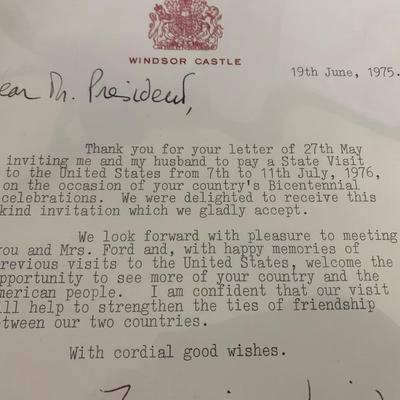 WINDSOR CASTLE
19th June, 1975.
ear Mr. President,
Thank you for your letter of 27th May
inviting me and my husband to pay a State Visit
to the United States from 7th to 11th July, 1976,
on the occasion of your country's Bicentennial
celebrations. We were delighted to receive this
kind invitation which we gladly accept.
We look forward with pleasure to meeting
you and Mrs. Ford and, with happy memories of
previous visits to the United States, welcome the
opportunity to see more of your country and the
American people. I am confident that our visit
ill help to strengthen the ties of friendship
tween our two countries.
With cordial good wishes.